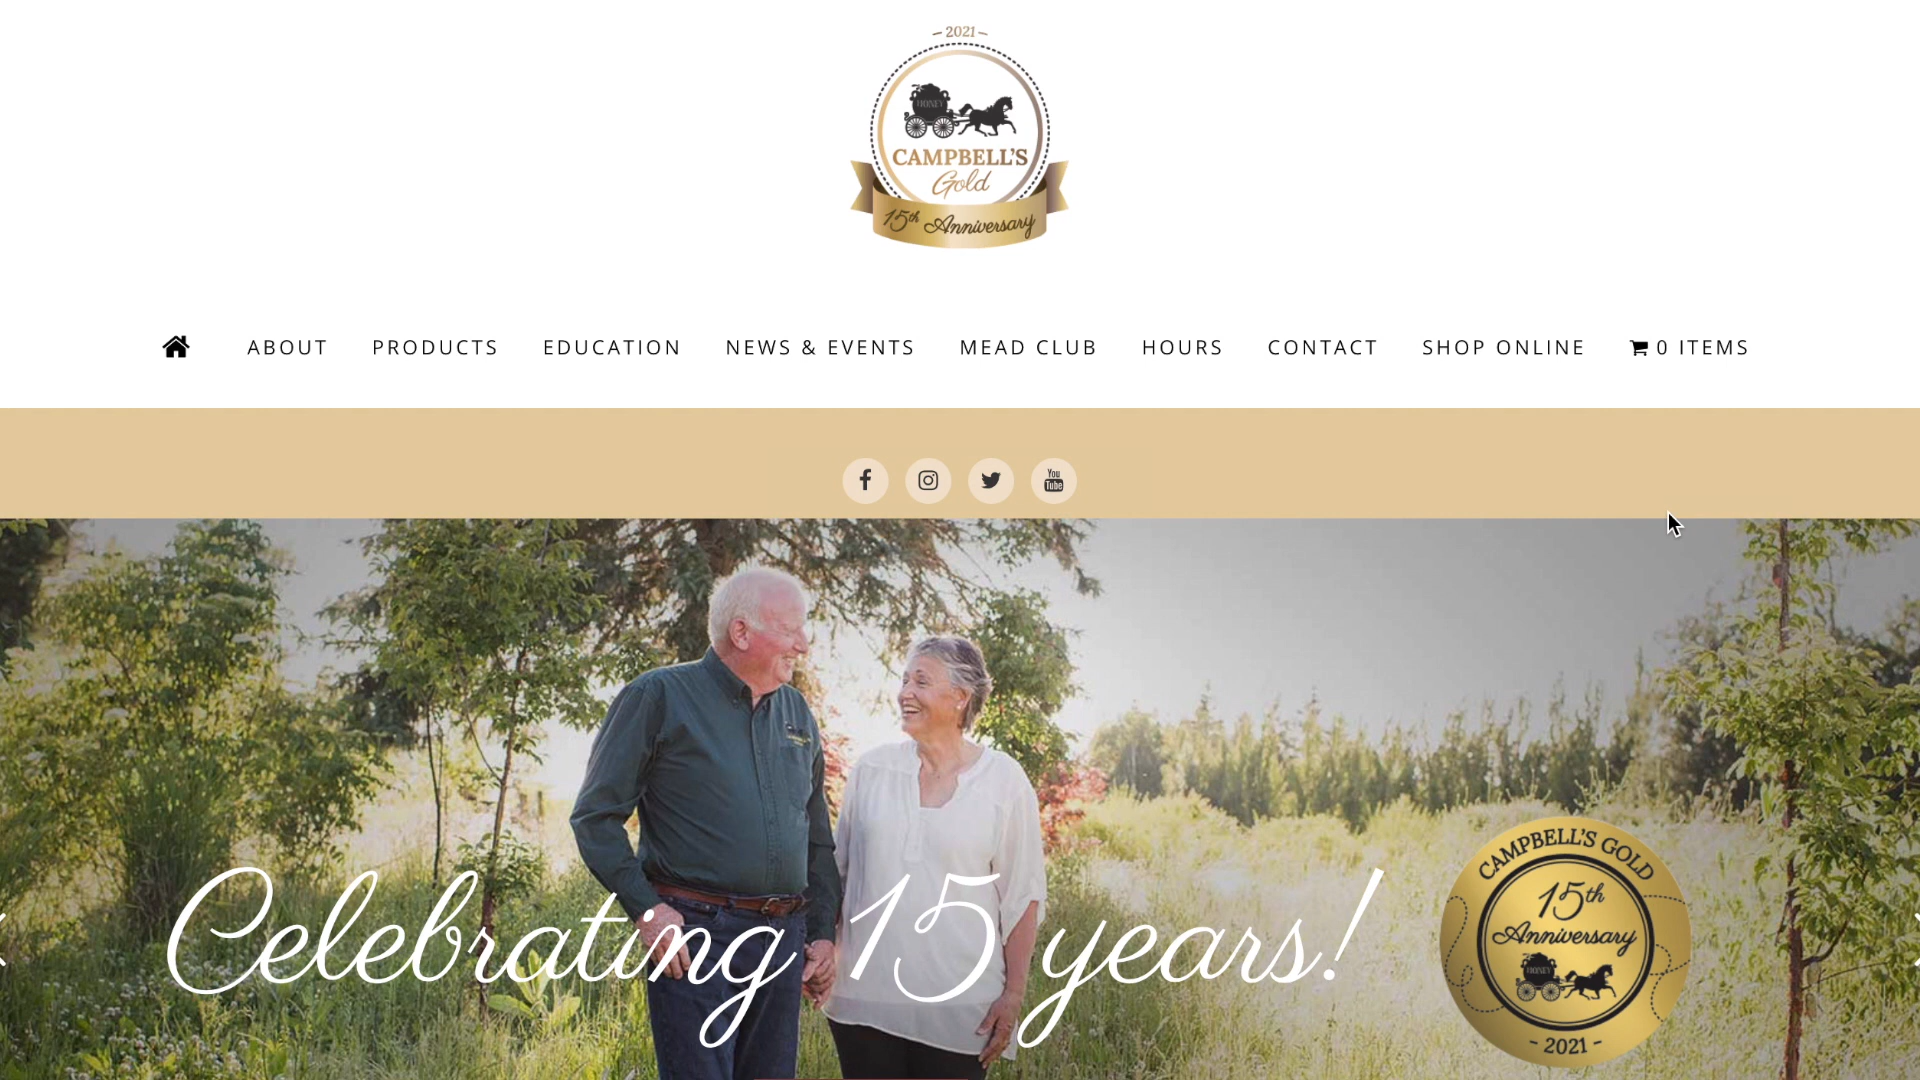 - 2021 -
HONEY
CAMPBELL'S
Gold
15th Anniversary
ABOUT PRODUCTS EDUCATION NEWS & EVENTS MEAD CLUB HOURS CONTACT SHOP ONLINE 0 ITEMS
You
Tube
Celebrating 15 years!
CAMPBELL'S GOLD
15th
Anniversary
HONEY
- 2021 -